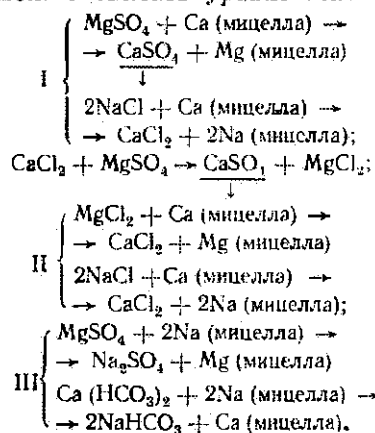 MgSO₄ + Ca (мицелла) →
→ CaSO₄ + Mg (мицелла)
↓
I
2NaCl + Ca (мицелла) →
→ CaCl₂ + 2Na (мицелла);
CaCl₂ + MgSO₄ → CaSO₄ + MgCl₂;
↓
MgCl₂ + Ca (мицелла) →
→ CaCl₂ + Mg (мицелла)
II
2NaCl + Ca (мицелла) →
→ CaCl₂ + 2Na (мицелла);
MgSO₄ + 2Na (мицелла) →
→ Na₂SO₄ + Mg (мицелла)
III
Ca (HCO₃)₂ + 2Na (мицелла) →
→ 2NaHCO₃ + Ca (мицелла).